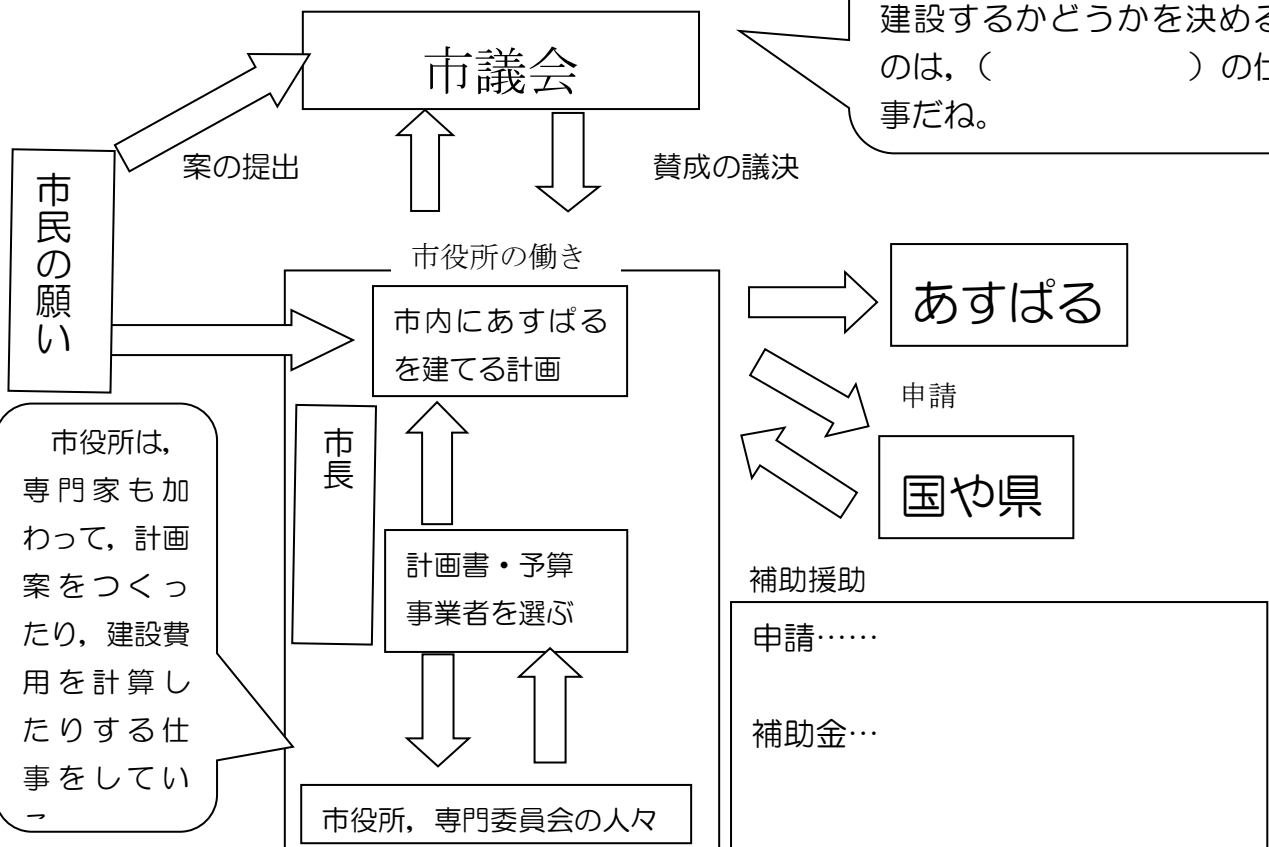 建設するかどうかを決める
のは,（　　　　　）の仕
事だね。
市議会
案の提出
賛成の議決
市民の願い
市役所の働き
市内にあすぱる
を建てる計画
あすぱる
申請
国や県
補助援助
市長
計画書・予算
事業者を選ぶ
市役所，専門委員会の人々
市役所は，
専門家も加
わって，計画
案をつくっ
たり，建設費
用を計算し
たりする仕
事をしてい
申請……
補助金…